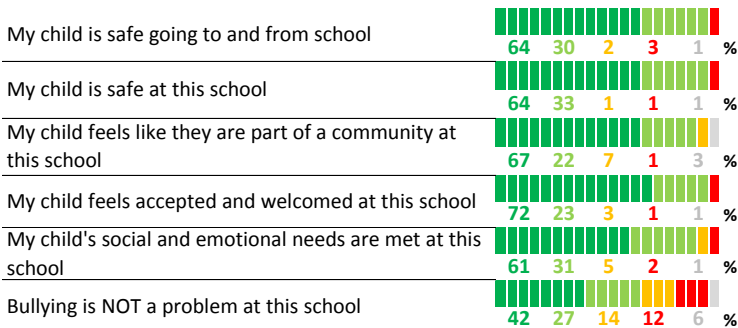 My child is safe going to and from school
64 30 2 3 1 %
My child is safe at this school
64 33 1 1 1 %
My child feels like they are part of a community at
this school
67 22 7 1 3 %
My child feels accepted and welcomed at this school
72 23 3 1 1 %
My child's social and emotional needs are met at this
school
61 31 5 2 1 %
Bullying is NOT a problem at this school
42 27 14 12 6 %